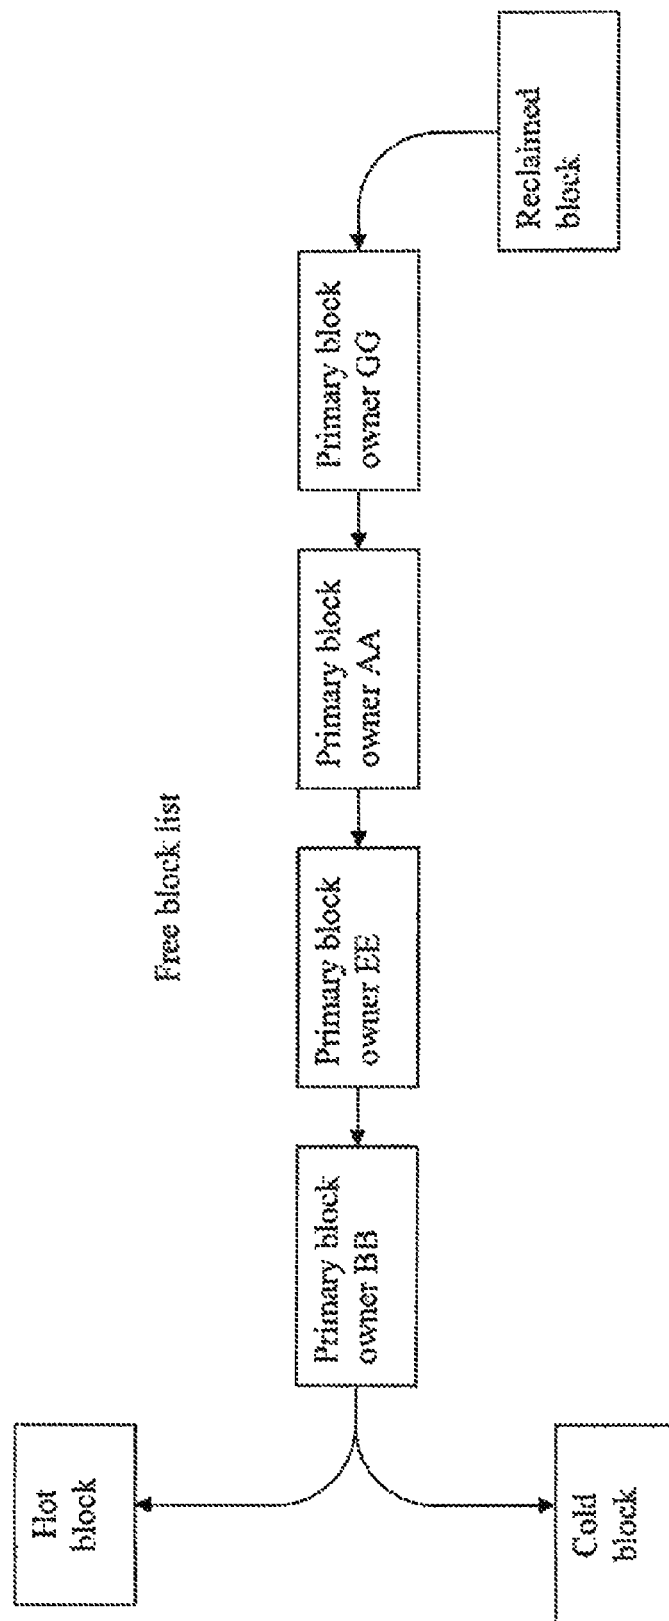 Free block list
Hot
block
Primary block
owner BB
Primary block
owner EE
Primary block
owner AA
Primary block
owner GG
Cold
block
Reclaimed
block